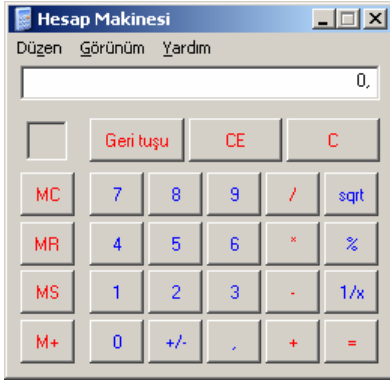 Hesap Makinesi
Düzen Görünüm Yardım
0,
Geri tuşu CE C
MC 7 8 9 / sqrt
MR 4 5 6 * %
MS 1 2 3 - 1/x
M+ 0 +/- , + =